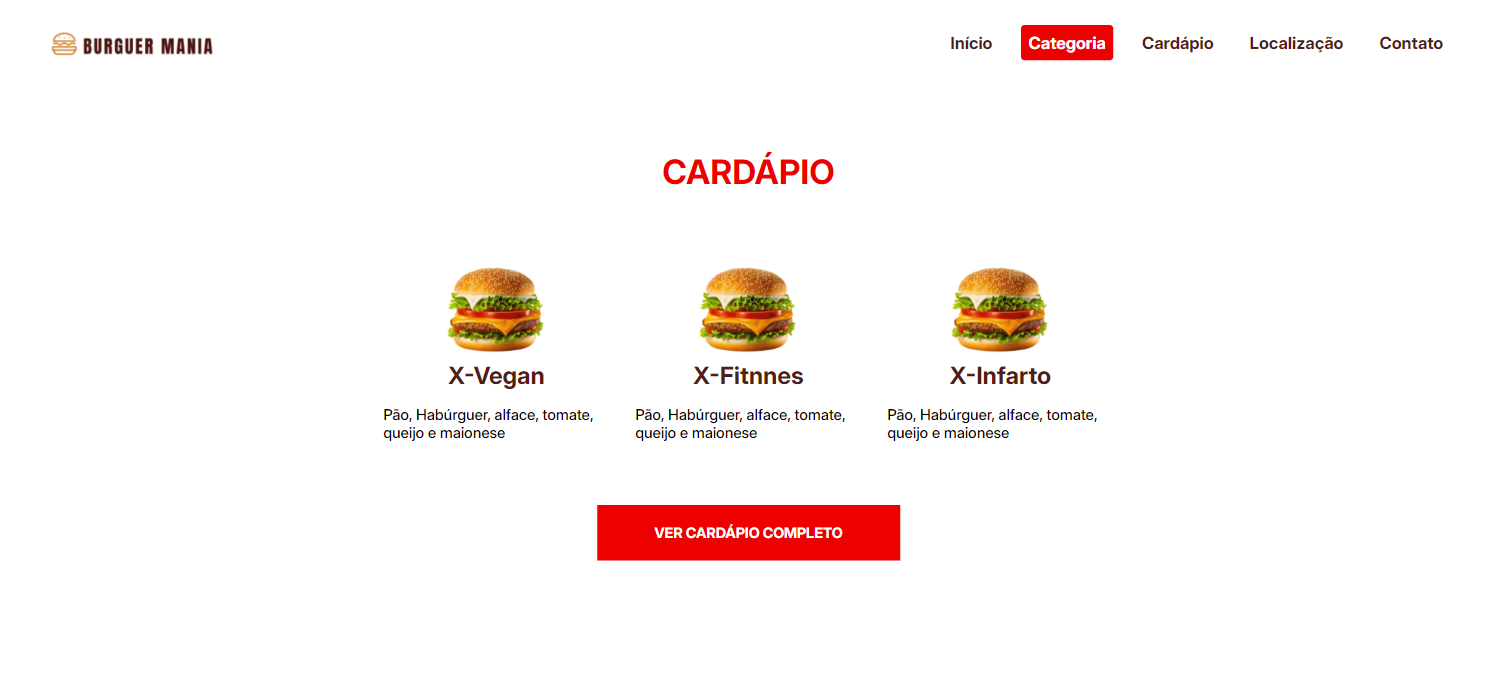 BURGUER MANIA
Início
Categoria
Cardápio
Localização
Contato
CARDÁPIO
X-Vegan
Pão, Habúrguer, alface, tomate,
queijo e maionese
X-Fitnnes
Pão, Habúrguer, alface, tomate,
queijo e maionese
X-Infarto
Pão, Habúrguer, alface, tomate,
queijo e maionese
VER CARDÁPIO COMPLETO